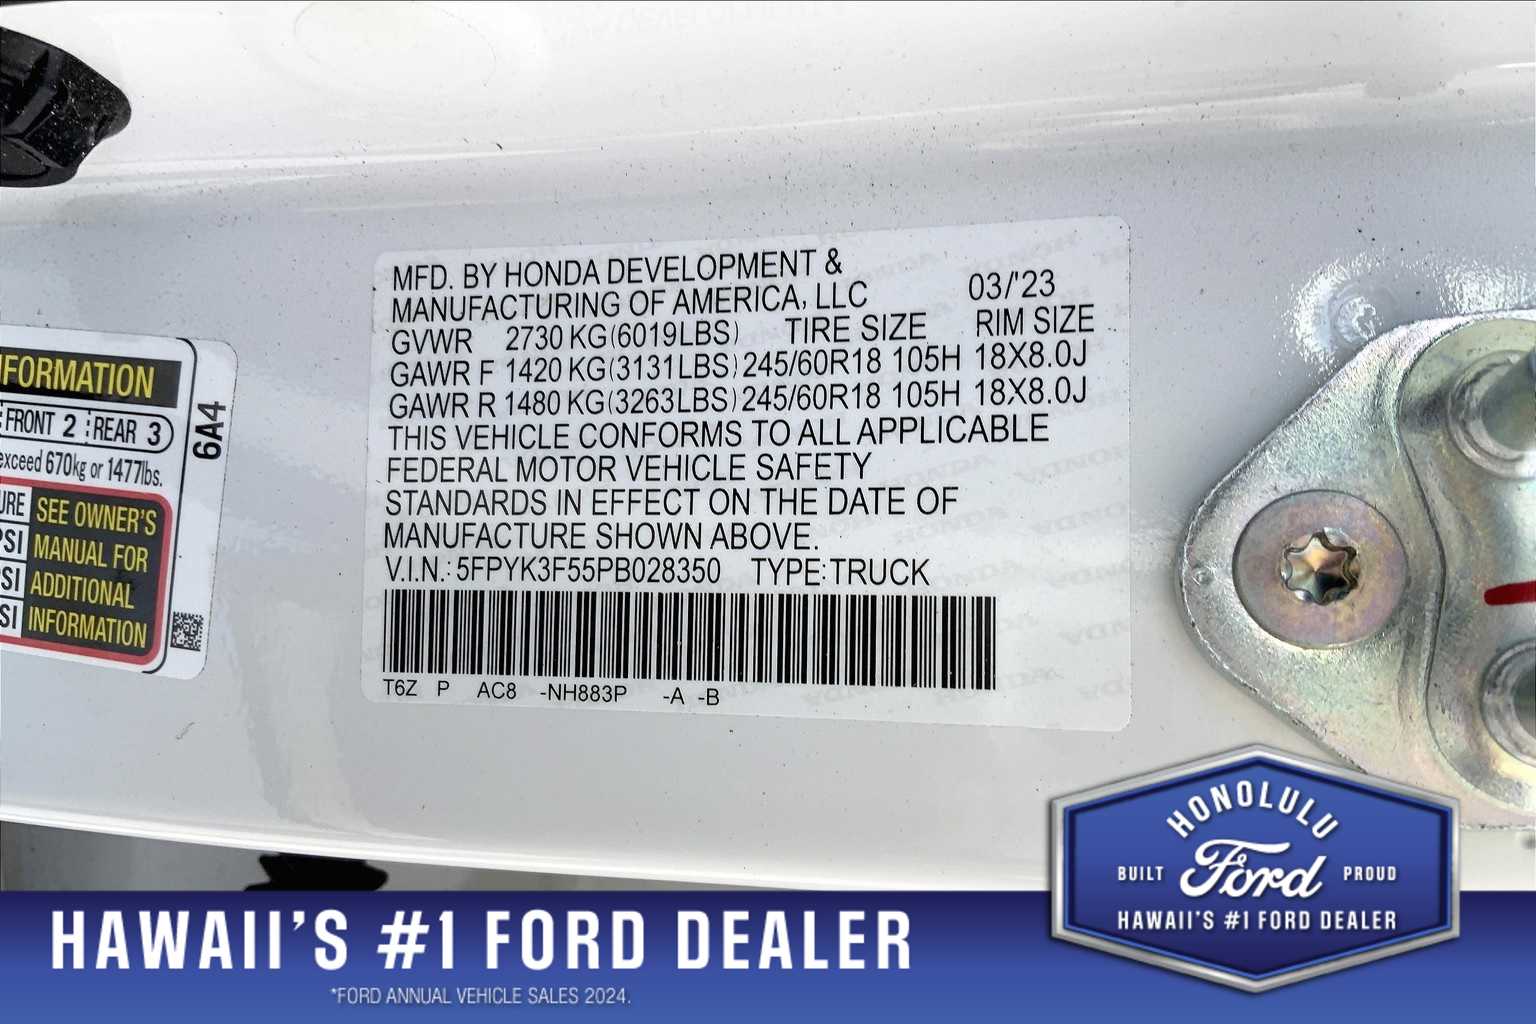 MFD. BY HONDA DEVELOPMENT &
MANUFACTURING OF AMERICA, LLC 03/'23
GVWR 2730 KG(6019LBS) TIRE SIZE RIM SIZE
GAWR F 1420 KG(3131LBS) 245/60R18 105H 18X8.0J
GAWR R 1480 KG(3263LBS) 245/60R18 105H 18X8.0J
THIS VEHICLE CONFORMS TO ALL APPLICABLE
FEDERAL MOTOR VEHICLE SAFETY
STANDARDS IN EFFECT ON THE DATE OF
MANUFACTURE SHOWN ABOVE.
V.I.N.: 5FPYK3F55PB028350 TYPE: TRUCK
T6Z P AC8 -NH883P -A -B
FRONT 2 REAR 3
exceed 670kg or 1477lbs.
SEE OWNER'S
PSI MANUAL FOR
PSI ADDITIONAL
PSI INFORMATION
6A4
HONOLULU
BUILT Ford PROUD
HAWAII'S #1 FORD DEALER
HAWAII'S #1 FORD DEALER
*FORD ANNUAL VEHICLE SALES 2024.